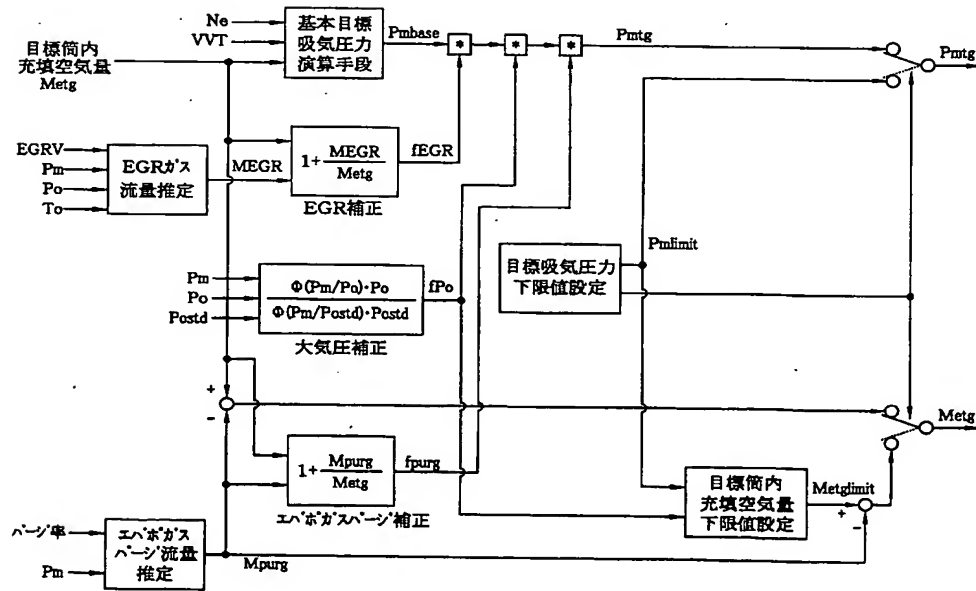 Ne
VVT
基本目標
吸気圧力
演算手段
Pmbase
*
*
*
Pmtg
Pmtg
目標筒内
充填空気量
Metg
EGRV
Pm
Po
To
EGRガス
流量推定
MEGR
1+ MEGR
Metg
fEGR
EGR補正
Pm
Po
Postd
Φ(Pm/Po)・Po
Φ(Pm/Postd)・Postd
fPo
大気圧補正
目標吸気圧力
下限値設定
Pmlimit
+
-
1+ Mpurg
Metg
fpurg
エバポガスパージ補正
Metg
目標筒内
充填空気量
下限値設定
Metglimit
+
-
パージ率
Pm
エバポガス
パージ流量
推定
Mpurg